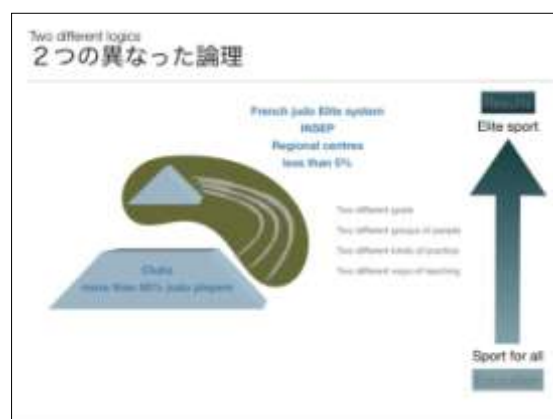 Two different logics
２つの異なった論理
French judo Elite system
INSEP
Regional centres
less than 5%
Elite sport
Two different goals
Two different groups of people
Two different kinds of practice
Two different ways of teaching
Clubs
more than judo players
Sport for all